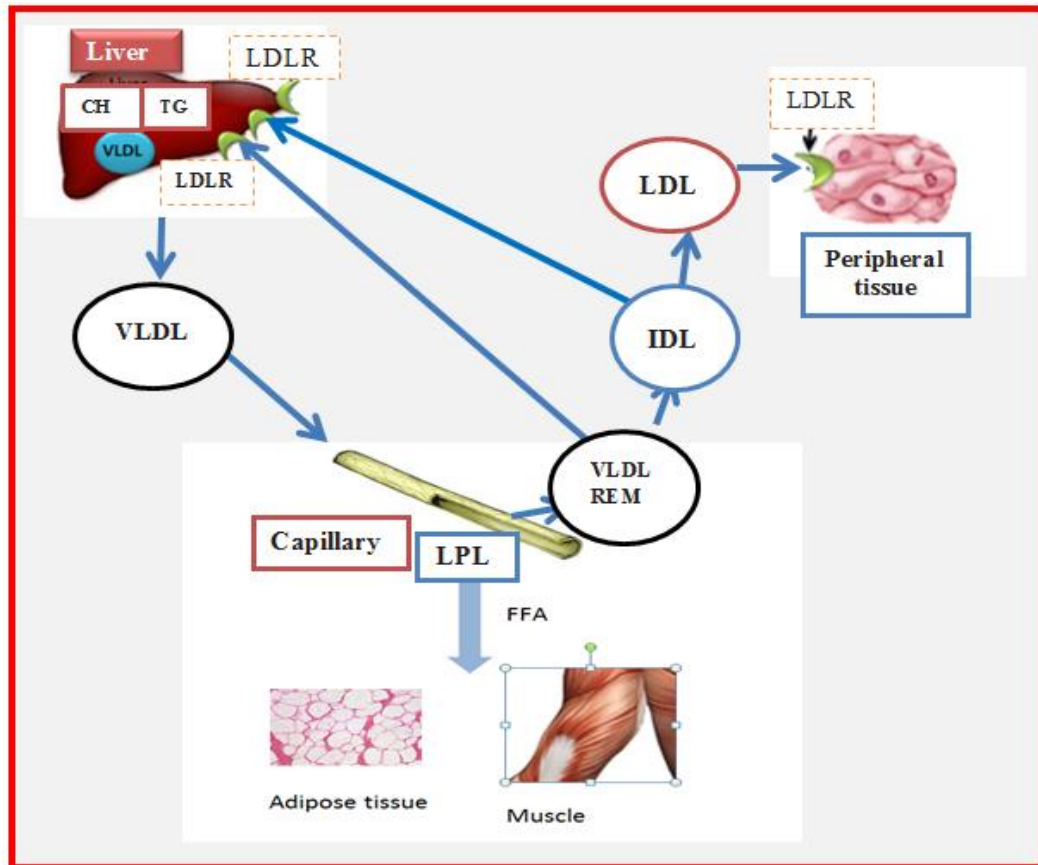 Liver
LDLR
Liver
CH
TG
VLDL
LDLR
LDLR
LDL
Peripheral
tissue
VLDL
IDL
VLDL
REM
Capillary
LPL
FFA
Adipose tissue
Muscle